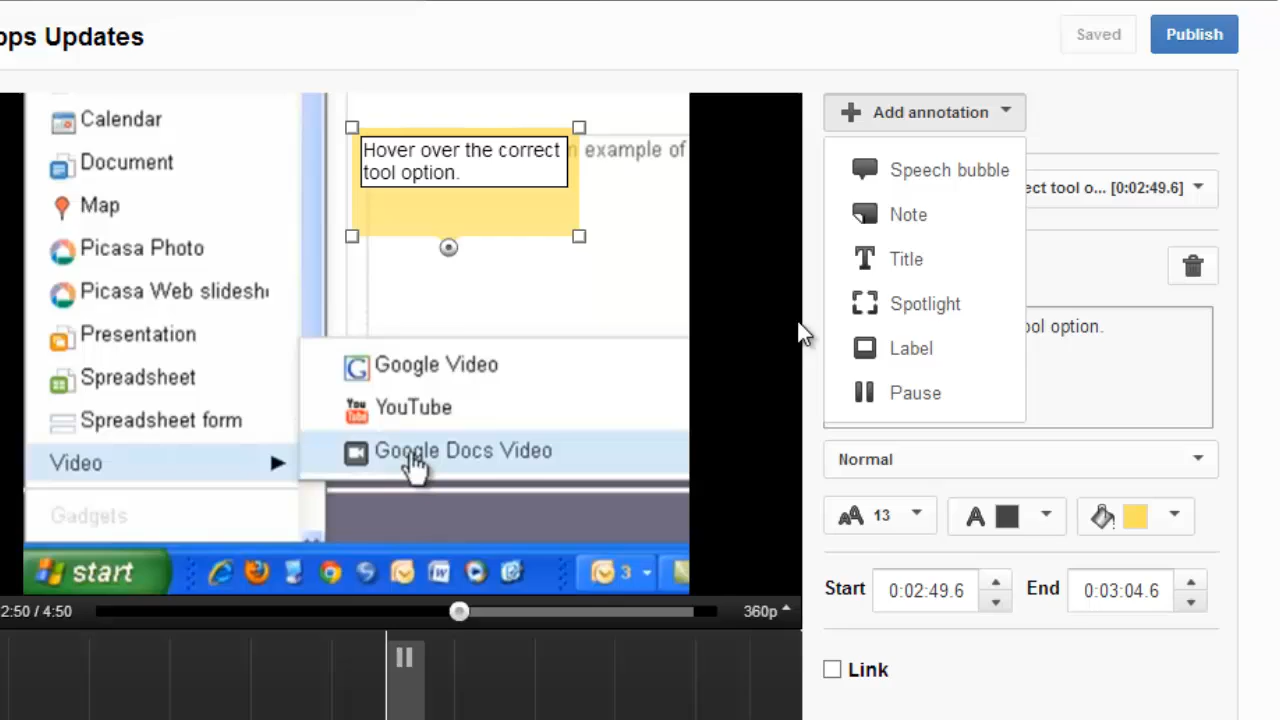 pps Updates
Saved
Publish
Calendar
Document
Map
Picasa Photo
Picasa Web slidesh
Presentation
Spreadsheet
Spreadsheet form
Video
Gadgets
Hover over the correct
tool option.
n example of
Google Video
YouTube
Google Docs Video
start
3
2:50 / 4:50
360p
Add annotation
Speech bubble
Note
Title
Spotlight
Label
Pause
ect tool o... [0:02:49.6]
ool option.
Normal
13
Start
0:02:49.6
End
0:03:04.6
Link